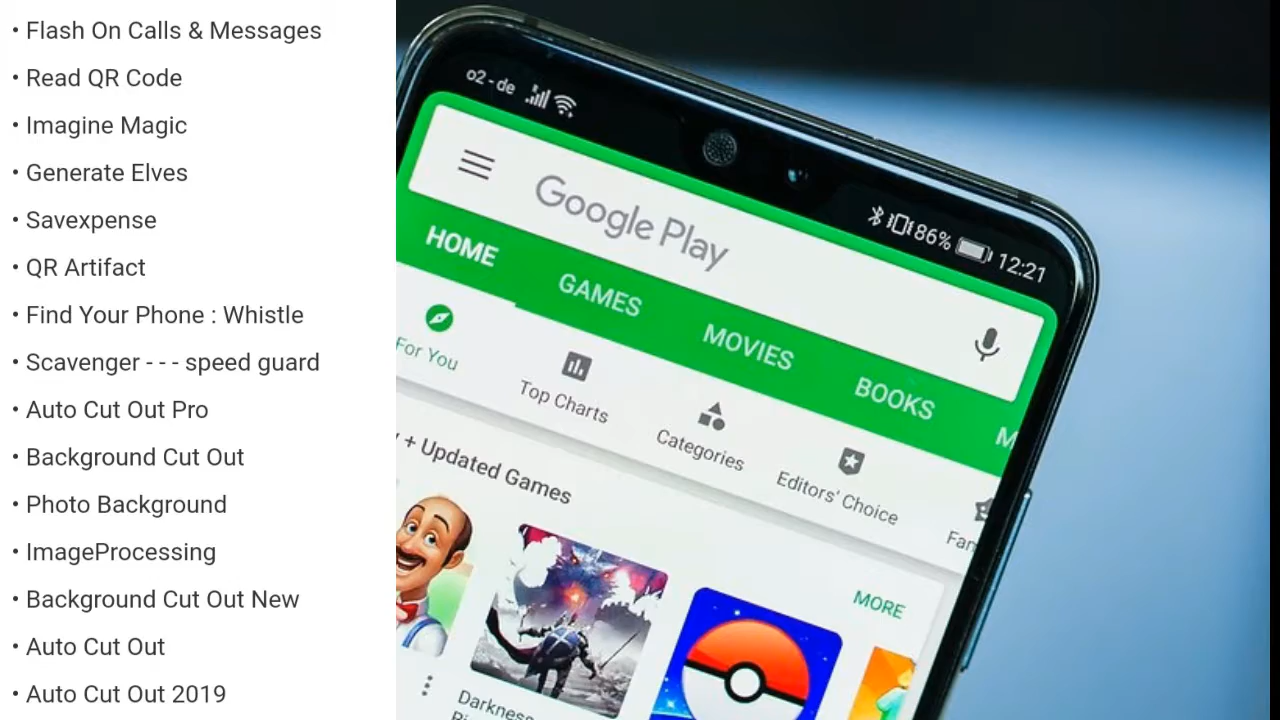 • Flash On Calls & Messages
• Read QR Code
• Imagine Magic
• Generate Elves
• Savexpense
• QR Artifact
• Find Your Phone : Whistle
• Scavenger - - - speed guard
• Auto Cut Out Pro
• Background Cut Out
• Photo Background
• ImageProcessing
• Background Cut Out New
• Auto Cut Out
• Auto Cut Out 2019
o2 - de
86% 12:21
Google Play
HOME GAMES MOVIES BOOKS M
For You Top Charts Categories Editors' Choice
+ Updated Games
MORE
Darkness